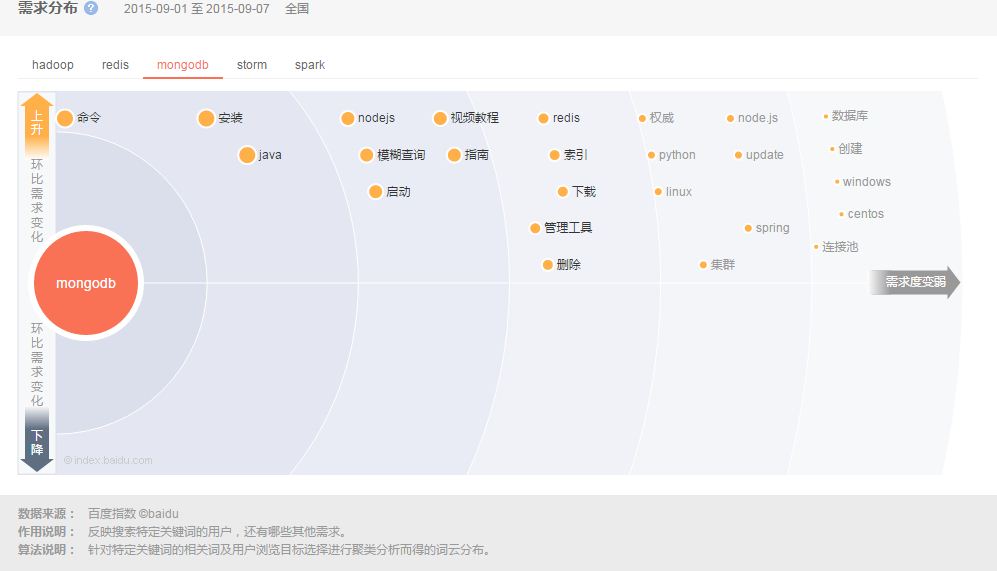 需求分布 ? 2015-09-01 至 2015-09-07 全国
hadoop redis mongodb storm spark
上升
环比需求变化
命令 安装 nodejs 视频教程 redis 权威 node.js 数据库
java 模糊查询 指南 索引 python update 创建
启动 下载 linux windows
管理工具 spring centos
删除 集群 连接池
mongodb
需求度变弱
环比需求变化
下降
©index.baidu.com
数据来源： 百度指数 ©baidu
作用说明： 反映搜索特定关键词的用户，还有哪些其他需求。
算法说明： 针对特定关键词的相关词及用户浏览目标选择进行聚类分析而得的词云分布。